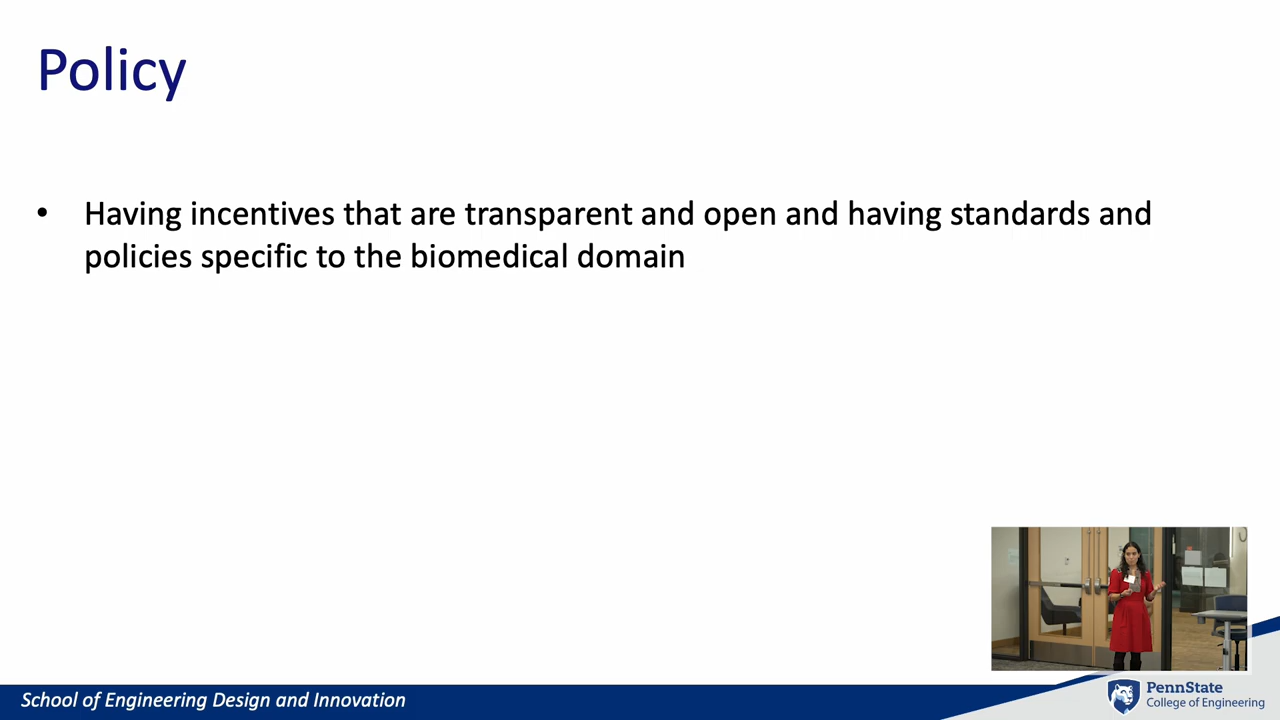 Policy
• Having incentives that are transparent and open and having standards and
policies specific to the biomedical domain
School of Engineering Design and Innovation
PennState
College of Engineering